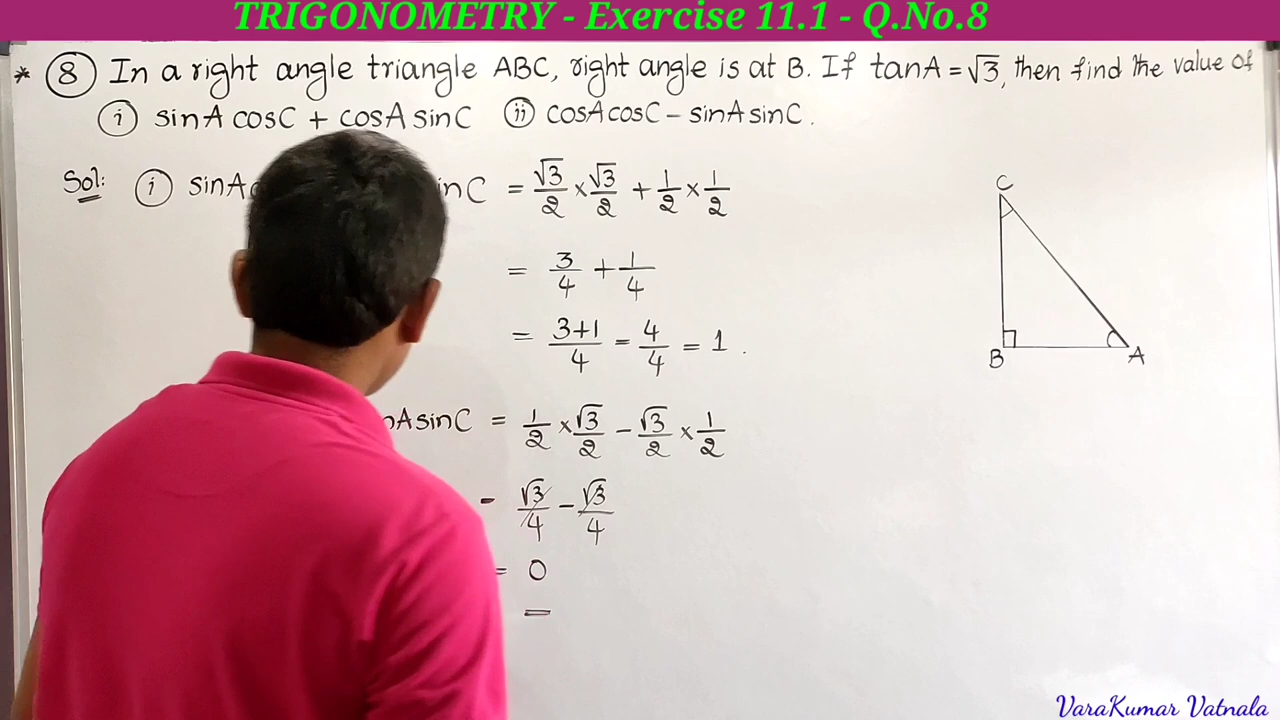 TRIGONOMETRY - Exercise 11.1 - Q.No.8
* ⑧ In a right angle triangle ABC, right angle is at B. If tanA = √3, then find the value of
ⓘ sinA cosC + cosA sinC ⓘⓘ cosA cosC - sinA sinC.
Sol: ⓘ sinA inC = √3/2 × √3/2 + 1/2 × 1/2
= 3/4 + 1/4
= 3+1/4 = 4/4 = 1.
AsinC = 1/2 × √3/2 - √3/2 × 1/2
= √3/4 - √3/4
= 0
C
B
A
VaraKumar Vatnala